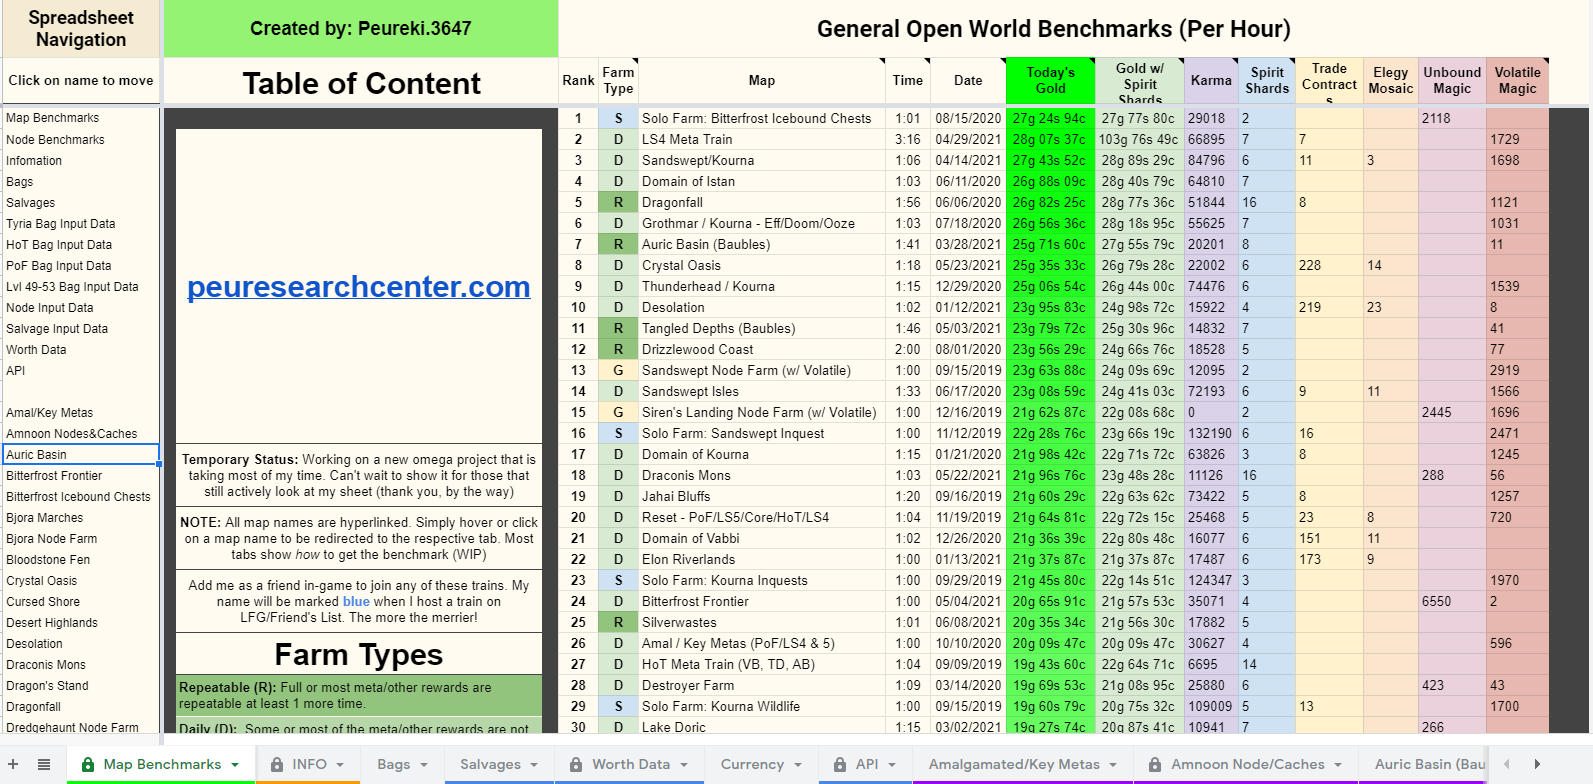 Spreadsheet
Navigation
Created by: Peureki.3647
General Open World Benchmarks (Per Hour)
Click on name to move
Table of Content
Rank Farm Type Map Time Date Today's Gold Gold w/ Spirit Shards Karma Spirit Shards Trade Contracts Elegy Mosaic Unbound Magic Volatile Magic
Map Benchmarks
Node Benchmarks
Infomation
Bags
Salvages
Tyria Bag Input Data
HoT Bag Input Data
PoF Bag Input Data
Lvl 49-53 Bag Input Data
Node Input Data
Salvage Input Data
Worth Data
API
Amal/Key Metas
Amnoon Nodes&Caches
Auric Basin
Bitterfrost Frontier
Bitterfrost Icebound Chests
Bjora Marches
Bjora Node Farm
Bloodstone Fen
Crystal Oasis
Cursed Shore
Desert Highlands
Desolation
Draconis Mons
Dragon's Stand
Dragonfall
Dredgehaunt Node Farm
peuresearchcenter.com
Temporary Status: Working on a new omega project that is
taking most of my time. Can't wait to show it for those that
still actively look at my sheet (thank you, by the way)
NOTE: All map names are hyperlinked. Simply hover or click
on a map name to be redirected to the respective tab. Most
tabs show how to get the benchmark (WIP)
Add me as a friend in-game to join any of these trains. My
name will be marked blue when I host a train on
LFG/Friend's List. The more the merrier!
Farm Types
Repeatable (R): Full or most meta/other rewards are
repeatable at least 1 more time.
Daily (D): Some or most of the meta/other rewards are not
1 S Solo Farm: Bitterfrost Icebound Chests 1:01 08/15/2020 27g 24s 94c 27g 77s 80c 29018 2 2118
2 D LS4 Meta Train 3:16 04/29/2021 28g 07s 37c 103g 76s 49c 66895 7 7 1729
3 D Sandswept/Kourna 1:06 04/14/2021 27g 43s 52c 28g 89s 29c 84796 6 11 3 1698
4 D Domain of Istan 1:03 06/11/2020 26g 88s 09c 28g 40s 79c 64810 7
5 R Dragonfall 1:56 06/06/2020 26g 82s 25c 28g 77s 36c 51844 16 8 1121
6 D Grothmar / Kourna - Eff/Doom/Ooze 1:03 07/18/2020 26g 56s 36c 28g 18s 95c 55625 7 1031
7 R Auric Basin (Baubles) 1:41 03/28/2021 25g 71s 60c 27g 55s 79c 20201 8 11
8 D Crystal Oasis 1:18 05/23/2021 25g 35s 33c 26g 79s 28c 22002 6 228 14
9 D Thunderhead / Kourna 1:15 12/29/2020 25g 06s 54c 26g 44s 00c 74476 6 1539
10 D Desolation 1:02 01/12/2021 23g 95s 83c 24g 98s 72c 15922 4 219 23 8
11 R Tangled Depths (Baubles) 1:46 05/03/2021 23g 79s 72c 25g 30s 96c 14832 7 41
12 R Drizzlewood Coast 2:00 08/01/2020 23g 56s 29c 24g 66s 76c 18528 5 77
13 G Sandswept Node Farm (w/ Volatile) 1:00 09/15/2019 23g 63s 88c 24g 09s 69c 12095 2 2919
14 D Sandswept Isles 1:33 06/17/2020 23g 08s 59c 24g 41s 03c 72193 6 9 11 1566
15 G Siren's Landing Node Farm (w/ Volatile) 1:00 12/16/2019 21g 62s 87c 22g 08s 68c 0 2 2445 1696
16 S Solo Farm: Sandswept Inquest 1:00 11/12/2019 22g 28s 76c 23g 66s 19c 132190 6 16 2471
17 D Domain of Kourna 1:15 01/21/2020 21g 98s 42c 22g 71s 72c 63826 3 8 1245
18 D Draconis Mons 1:03 05/22/2021 21g 96s 76c 23g 48s 28c 11126 16 288 56
19 D Jahai Bluffs 1:20 09/16/2019 21g 60s 29c 22g 63s 62c 73422 5 8 1257
20 D Reset - PoF/LS5/Core/HoT/LS4 1:04 11/19/2019 21g 64s 81c 22g 72s 15c 25468 5 23 8 720
21 D Domain of Vabbi 1:02 12/26/2020 21g 36s 39c 22g 80s 48c 16077 6 151 11
22 D Elon Riverlands 1:00 01/13/2021 21g 37s 87c 21g 37s 87c 17487 6 173 9
23 S Solo Farm: Kourna Inquests 1:00 09/29/2019 21g 45s 80c 22g 14s 51c 124347 3 1970
24 D Bitterfrost Frontier 1:00 05/04/2021 20g 65s 91c 21g 57s 53c 35071 4 6550 2
25 R Silverwastes 1:01 06/08/2021 20g 35s 34c 21g 56s 30c 17882 5
26 D Amal / Key Metas (PoF/LS4 & 5) 1:00 10/10/2020 20g 09s 47c 20g 09s 47c 30627 4 596
27 D HoT Meta Train (VB, TD, AB) 1:04 09/09/2019 19g 43s 60c 22g 64s 71c 6695 14
28 D Destroyer Farm 1:09 03/14/2020 19g 69s 53c 21g 08s 95c 25880 6 423 43
29 S Solo Farm: Kourna Wildlife 1:00 09/15/2019 19g 60s 79c 20g 75s 32c 109009 5 13 1700
30 D Lake Doric 1:15 03/02/2021 19g 27s 74c 20g 87s 41c 10941 7 266
Map Benchmarks INFO Bags Salvages Worth Data Currency API Amalgamated/Key Metas Amnoon Node/Caches Auric Basin (Bau